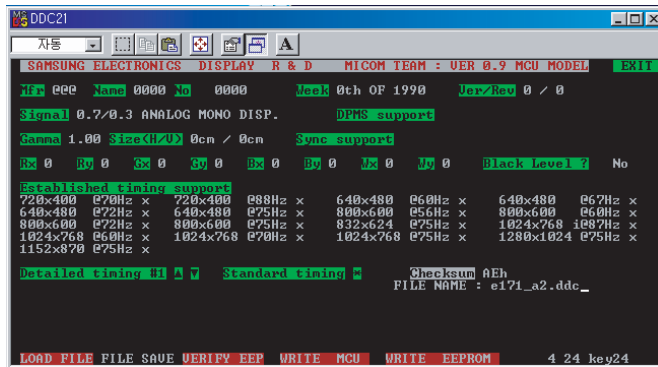 DDC21
자동
A
SAMSUNG ELECTRONICS DISPLAY R & D MICOM TEAM : VER 0.9 MCU MODEL EXIT
Mfr @@@ Name 0000 No 0000 Week 0th OF 1990 Ver/Rev 0 / 0
Signal 0.7/0.3 ANALOG MONO DISP. DPMS support
Gamma 1.00 Size(H/V) 0cm / 0cm Sync support
Rx 0 Ry 0 Gx 0 Gy 0 Bx 0 By 0 Wx 0 Wy 0 Black Level ? No
Established timing support
720x400 @70Hz x 720x400 @88Hz x 640x480 @60Hz x 640x480 @67Hz x
640x480 @72Hz x 640x480 @75Hz x 800x600 @56Hz x 800x600 @60Hz x
800x600 @72Hz x 800x600 @75Hz x 832x624 @75Hz x 1024x768 i@87Hz x
1024x768 @60Hz x 1024x768 @70Hz x 1024x768 @75Hz x 1280x1024 @75Hz x
1152x870 @75Hz x
Detailed timing #1 ▲ ▼ Standard timing * Checksum AEh
FILE NAME : e171_a2.ddc_
LOAD FILE FILE SAVE VERIFY EEP WRITE MCU WRITE EEPROM 4 24 key24